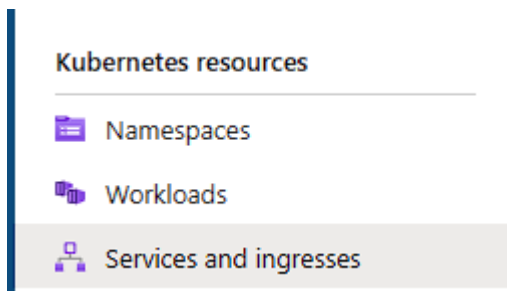 Kubernetes resources
Namespaces
Workloads
Services and ingresses